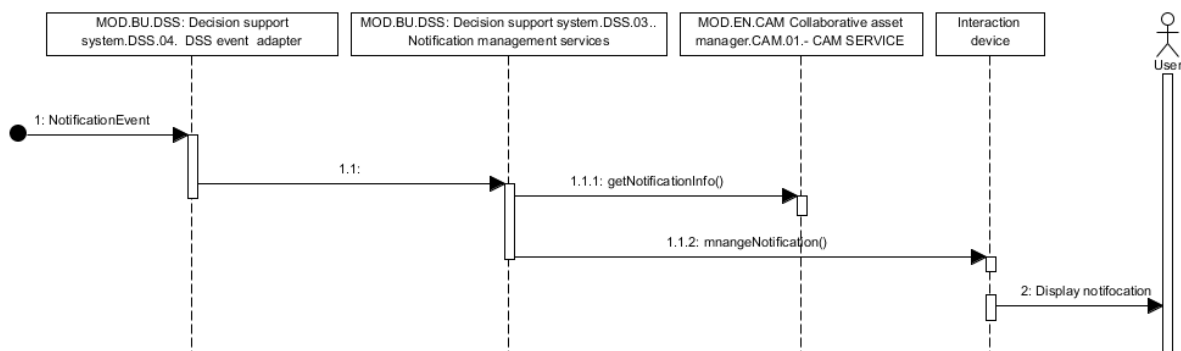 MOD.BU.DSS: Decision support
system.DSS.04.  DSS event  adapter
MOD.BU.DSS: Decision support system.DSS.03..
Notification management services
MOD.EN.CAM Collaborative asset
manager.CAM.01.- CAM SERVICE
Interaction
device
User
1: NotificationEvent
1.1:
1.1.1: getNotificationInfo()
1.1.2: mnangeNotification()
2: Display notifocation